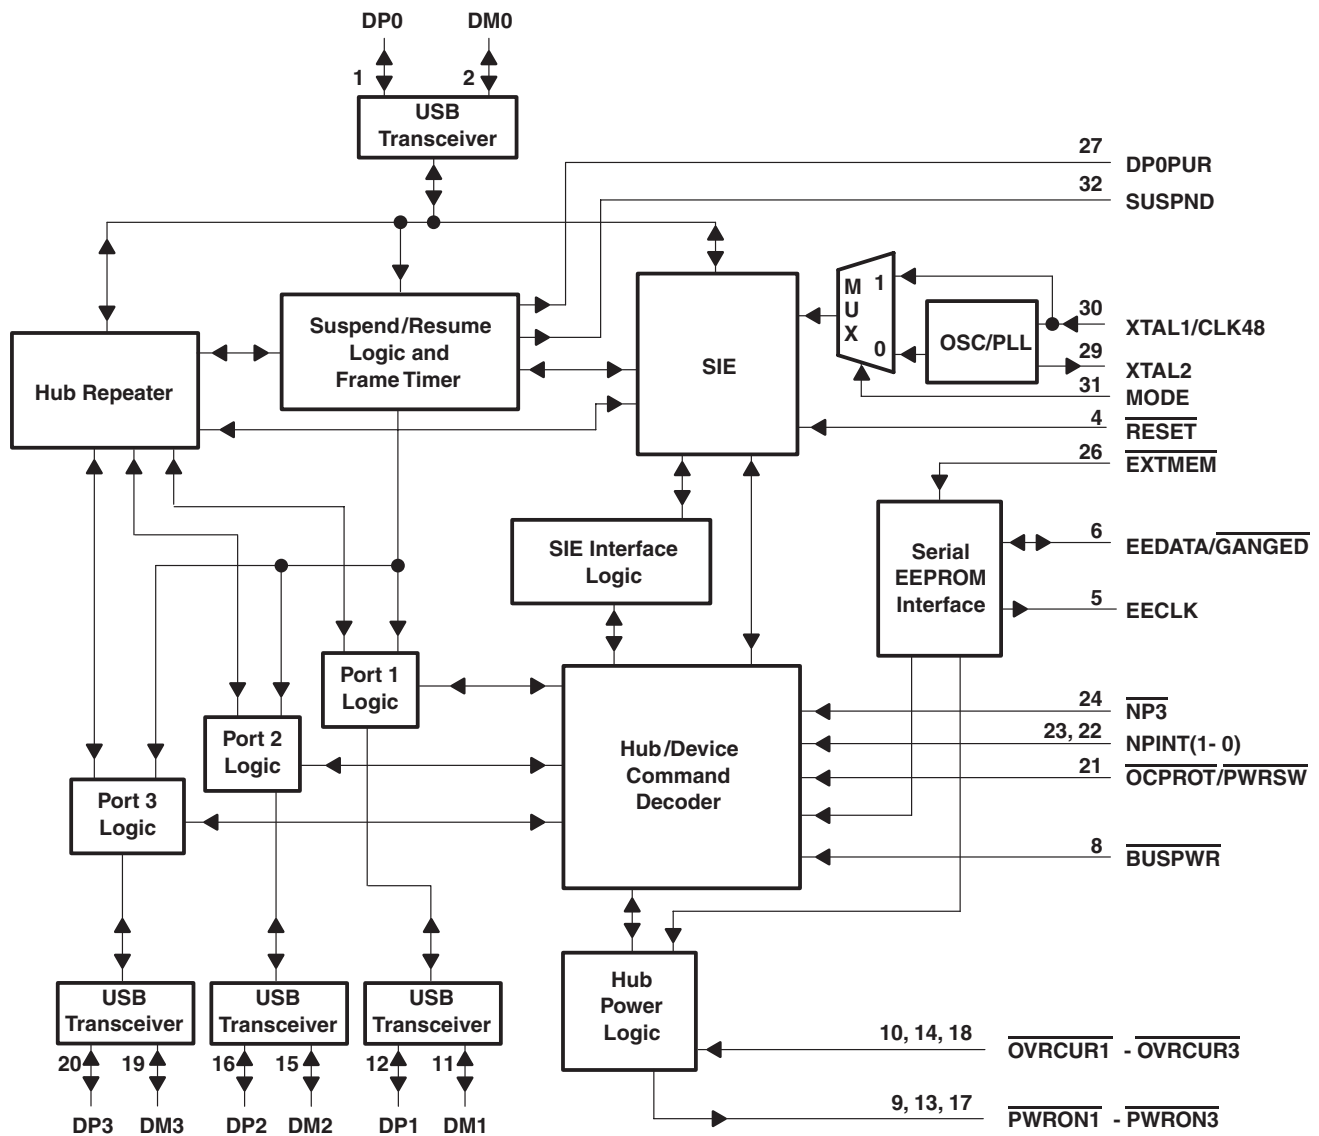 DP0 DM0
1 2
USB
Transceiver
27
DP0PUR
32
SUSPND
Suspend/Resume
Logic and
Frame Timer
Hub Repeater
SIE
MUX
1
0
OSC/PLL
30
XTAL1/CLK48
29
XTAL2
31
MODE
4
RESET
26
EXTMEM
SIE Interface
Logic
Serial
EEPROM
Interface
6
EEDATA/GANGED
5
EECLK
Port 1
Logic
Port 2
Logic
Port 3
Logic
Hub/Device
Command
Decoder
24
NP3
23, 22
NPINT(1- 0)
21
OCPROT/PWRSW
8
BUSPWR
Hub
Power
Logic
USB
Transceiver
USB
Transceiver
USB
Transceiver
20 19 16 15 12 11
DP3 DM3 DP2 DM2 DP1 DM1
10, 14, 18
OVRCUR1 - OVRCUR3
9, 13, 17
PWRON1 - PWRON3